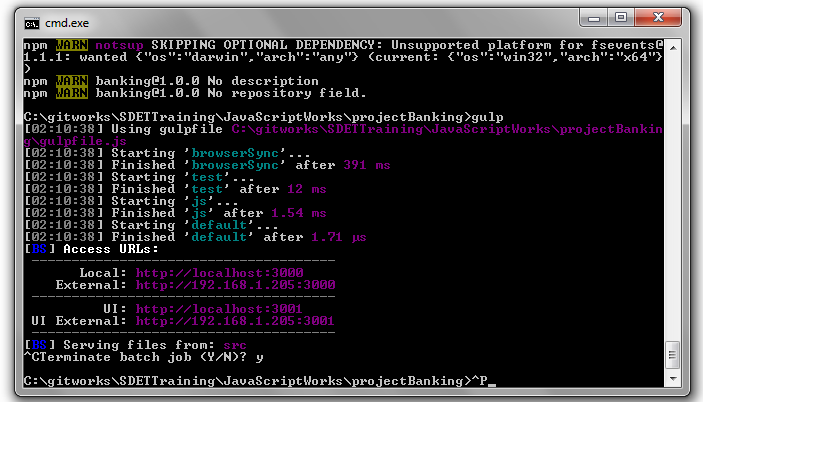 cmd.exe
npm WARN notsup SKIPPING OPTIONAL DEPENDENCY: Unsupported platform for fsevents@
1.1.1: wanted {"os":"darwin","arch":"any"} (current: {"os":"win32","arch":"x64"}
)
npm WARN banking@1.0.0 No description
npm WARN banking@1.0.0 No repository field.
C:\gitworks\SDETTraining\JavaScriptWorks\projectBanking>gulp
[02:10:38] Using gulpfile C:\gitworks\SDETTraining\JavaScriptWorks\projectBankin
g\gulpfile.js
[02:10:38] Starting 'browserSync'...
[02:10:38] Finished 'browserSync' after 391 ms
[02:10:38] Starting 'test'...
[02:10:38] Finished 'test' after 12 ms
[02:10:38] Starting 'js'...
[02:10:38] Finished 'js' after 1.54 ms
[02:10:38] Starting 'default'...
[02:10:38] Finished 'default' after 1.71 µs
[BS] Access URLs:
--------------------------------------
Local: http://localhost:3000
External: http://192.168.1.205:3000
--------------------------------------
UI: http://localhost:3001
UI External: http://192.168.1.205:3001
--------------------------------------
[BS] Serving files from: src
^CTerminate batch job (Y/N)? y
C:\gitworks\SDETTraining\JavaScriptWorks\projectBanking>^P_